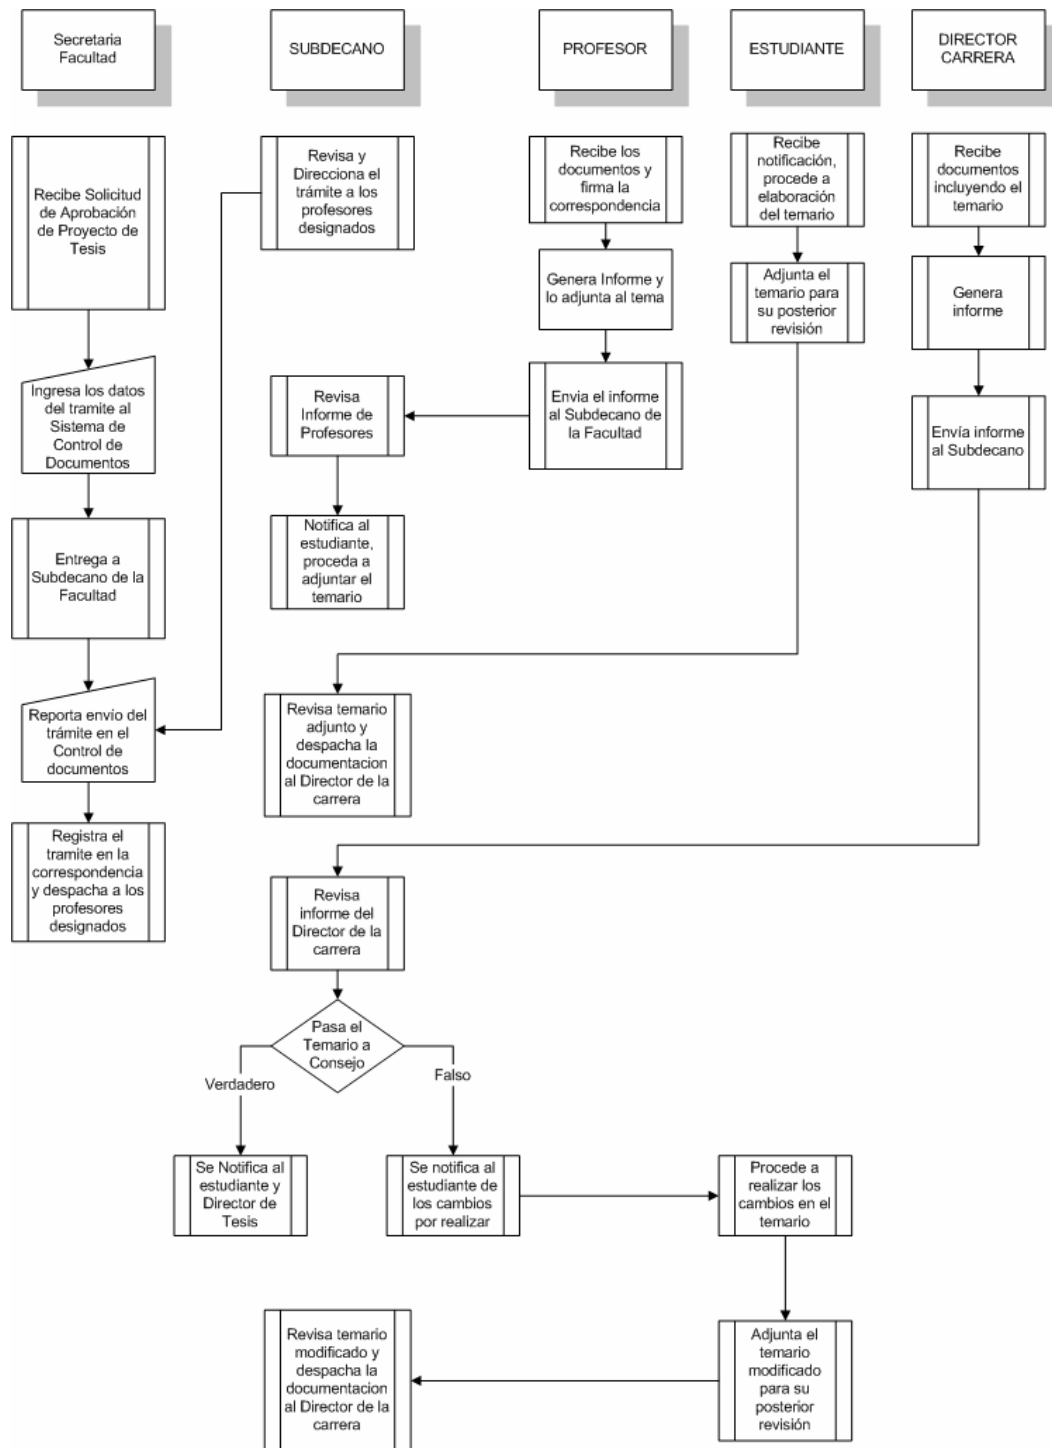 Secretaria
Facultad
SUBDECANO
PROFESOR
ESTUDIANTE
DIRECTOR
CARRERA
Recibe Solicitud
de Aprobación
de Proyecto de
Tesis
Ingresa los datos
del tramite al
Sistema de
Control de
Documentos
Entrega a
Subdecano de la
Facultad
Reporta envío del
trámite en el
Control de
documentos
Registra el
tramite en la
correspondencia
y despacha a los
profesores
designados
Revisa y
Direcciona el
trámite a los
profesores
designados
Recibe los
documentos y
firma la
correspondencia
Genera Informe y
lo adjunta al tema
Envia el informe
al Subdecano de
la Facultad
Revisa
Informe de
Profesores
Notifica al
estudiante,
proceda a
adjuntar el
temario
Recibe
notificación,
procede a
elaboración
del temario
Adjunta el
temario para
su posterior
revisión
Revisa temario
adjunto y
despacha la
documentacion
al Director de la
carrera
Recibe
documentos
incluyendo el
temario
Genera
informe
Envía informe
al Subdecano
Revisa
informe del
Director de la
carrera
Pasa el
Temario a
Consejo
Verdadero
Falso
Se Notifica al
estudiante y
Director de
Tesis
Se notifica al
estudiante de
los cambios
por realizar
Procede a
realizar los
cambios en el
temario
Adjunta el
temario
modificado
para su
posterior
revisión
Revisa temario
modificado y
despacha la
documentacion
al Director de la
carrera